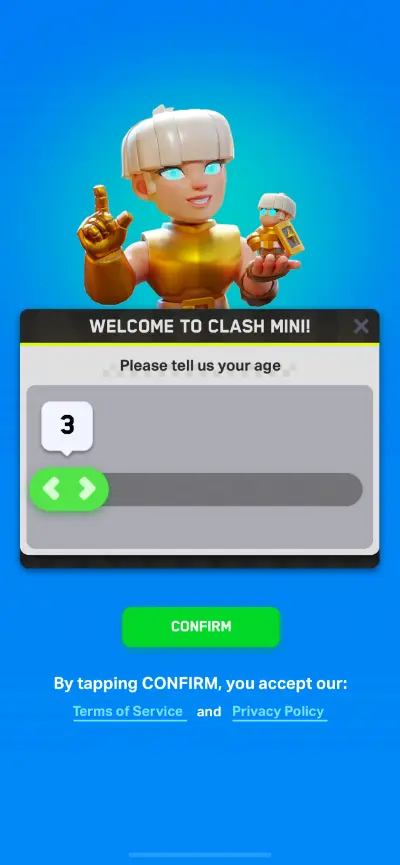 WELCOME TO CLASH MINI!
Please tell us your age
3
CONFIRM
By tapping CONFIRM, you accept our:
Terms of Service and Privacy Policy